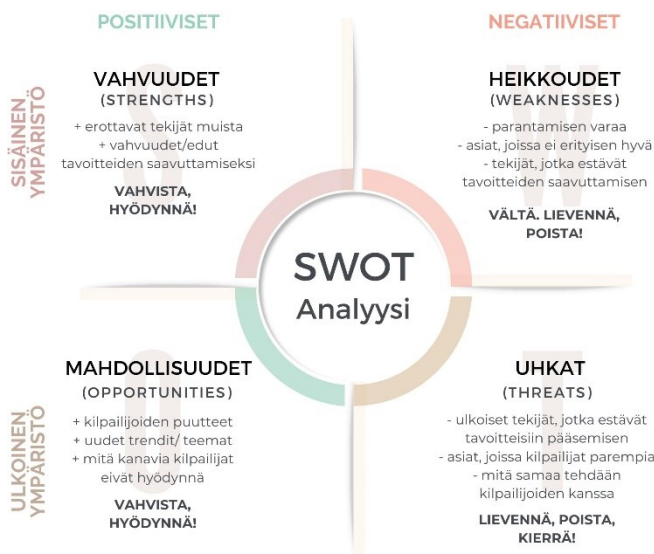 POSITIIVISET
NEGATIIVISET
SISÄINEN
YMPÄRISTÖ
S
VAHVUUDET
(STRENGTHS)
+ erottavat tekijät muista
+ vahvuudet/edut
tavoitteiden saavuttamiseksi
VAHVISTA,
HYÖDYNNÄ!
W
HEIKKOUDET
(WEAKNESSES)
- parantamisen varaa
- asiat, joissa ei erityisen hyvä
- tekijät, jotka estävät
tavoitteiden saavuttamisen
VÄLTÄ. LIEVENNÄ,
POISTA!
SWOT
Analyysi
ULKOINEN
YMPÄRISTÖ
O
MAHDOLLISUUDET
(OPPORTUNITIES)
+ kilpailijoiden puutteet
+ uudet trendit/ teemat
+ mitä kanavia kilpailijat
eivät hyödynnä
VAHVISTA,
HYÖDYNNÄ!
T
UHKAT
(THREATS)
- ulkoiset tekijät, jotka estävät
tavoitteisiin pääsemisen
- asiat, joissa kilpailijat parempia
- mitä samaa tehdään
kilpailijoiden kanssa
LIEVENNÄ, POISTA,
KIERRÄ!